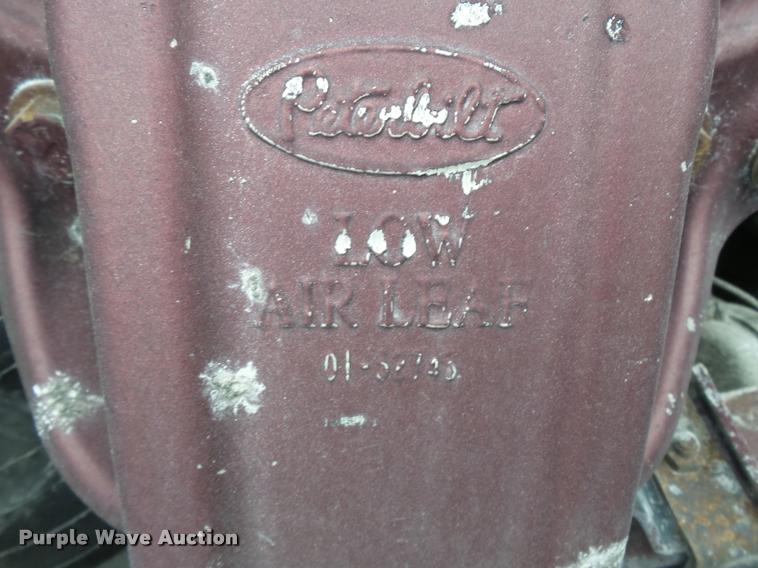 Peterbilt
LOW
AIR LEAF
Purple Wave Auction